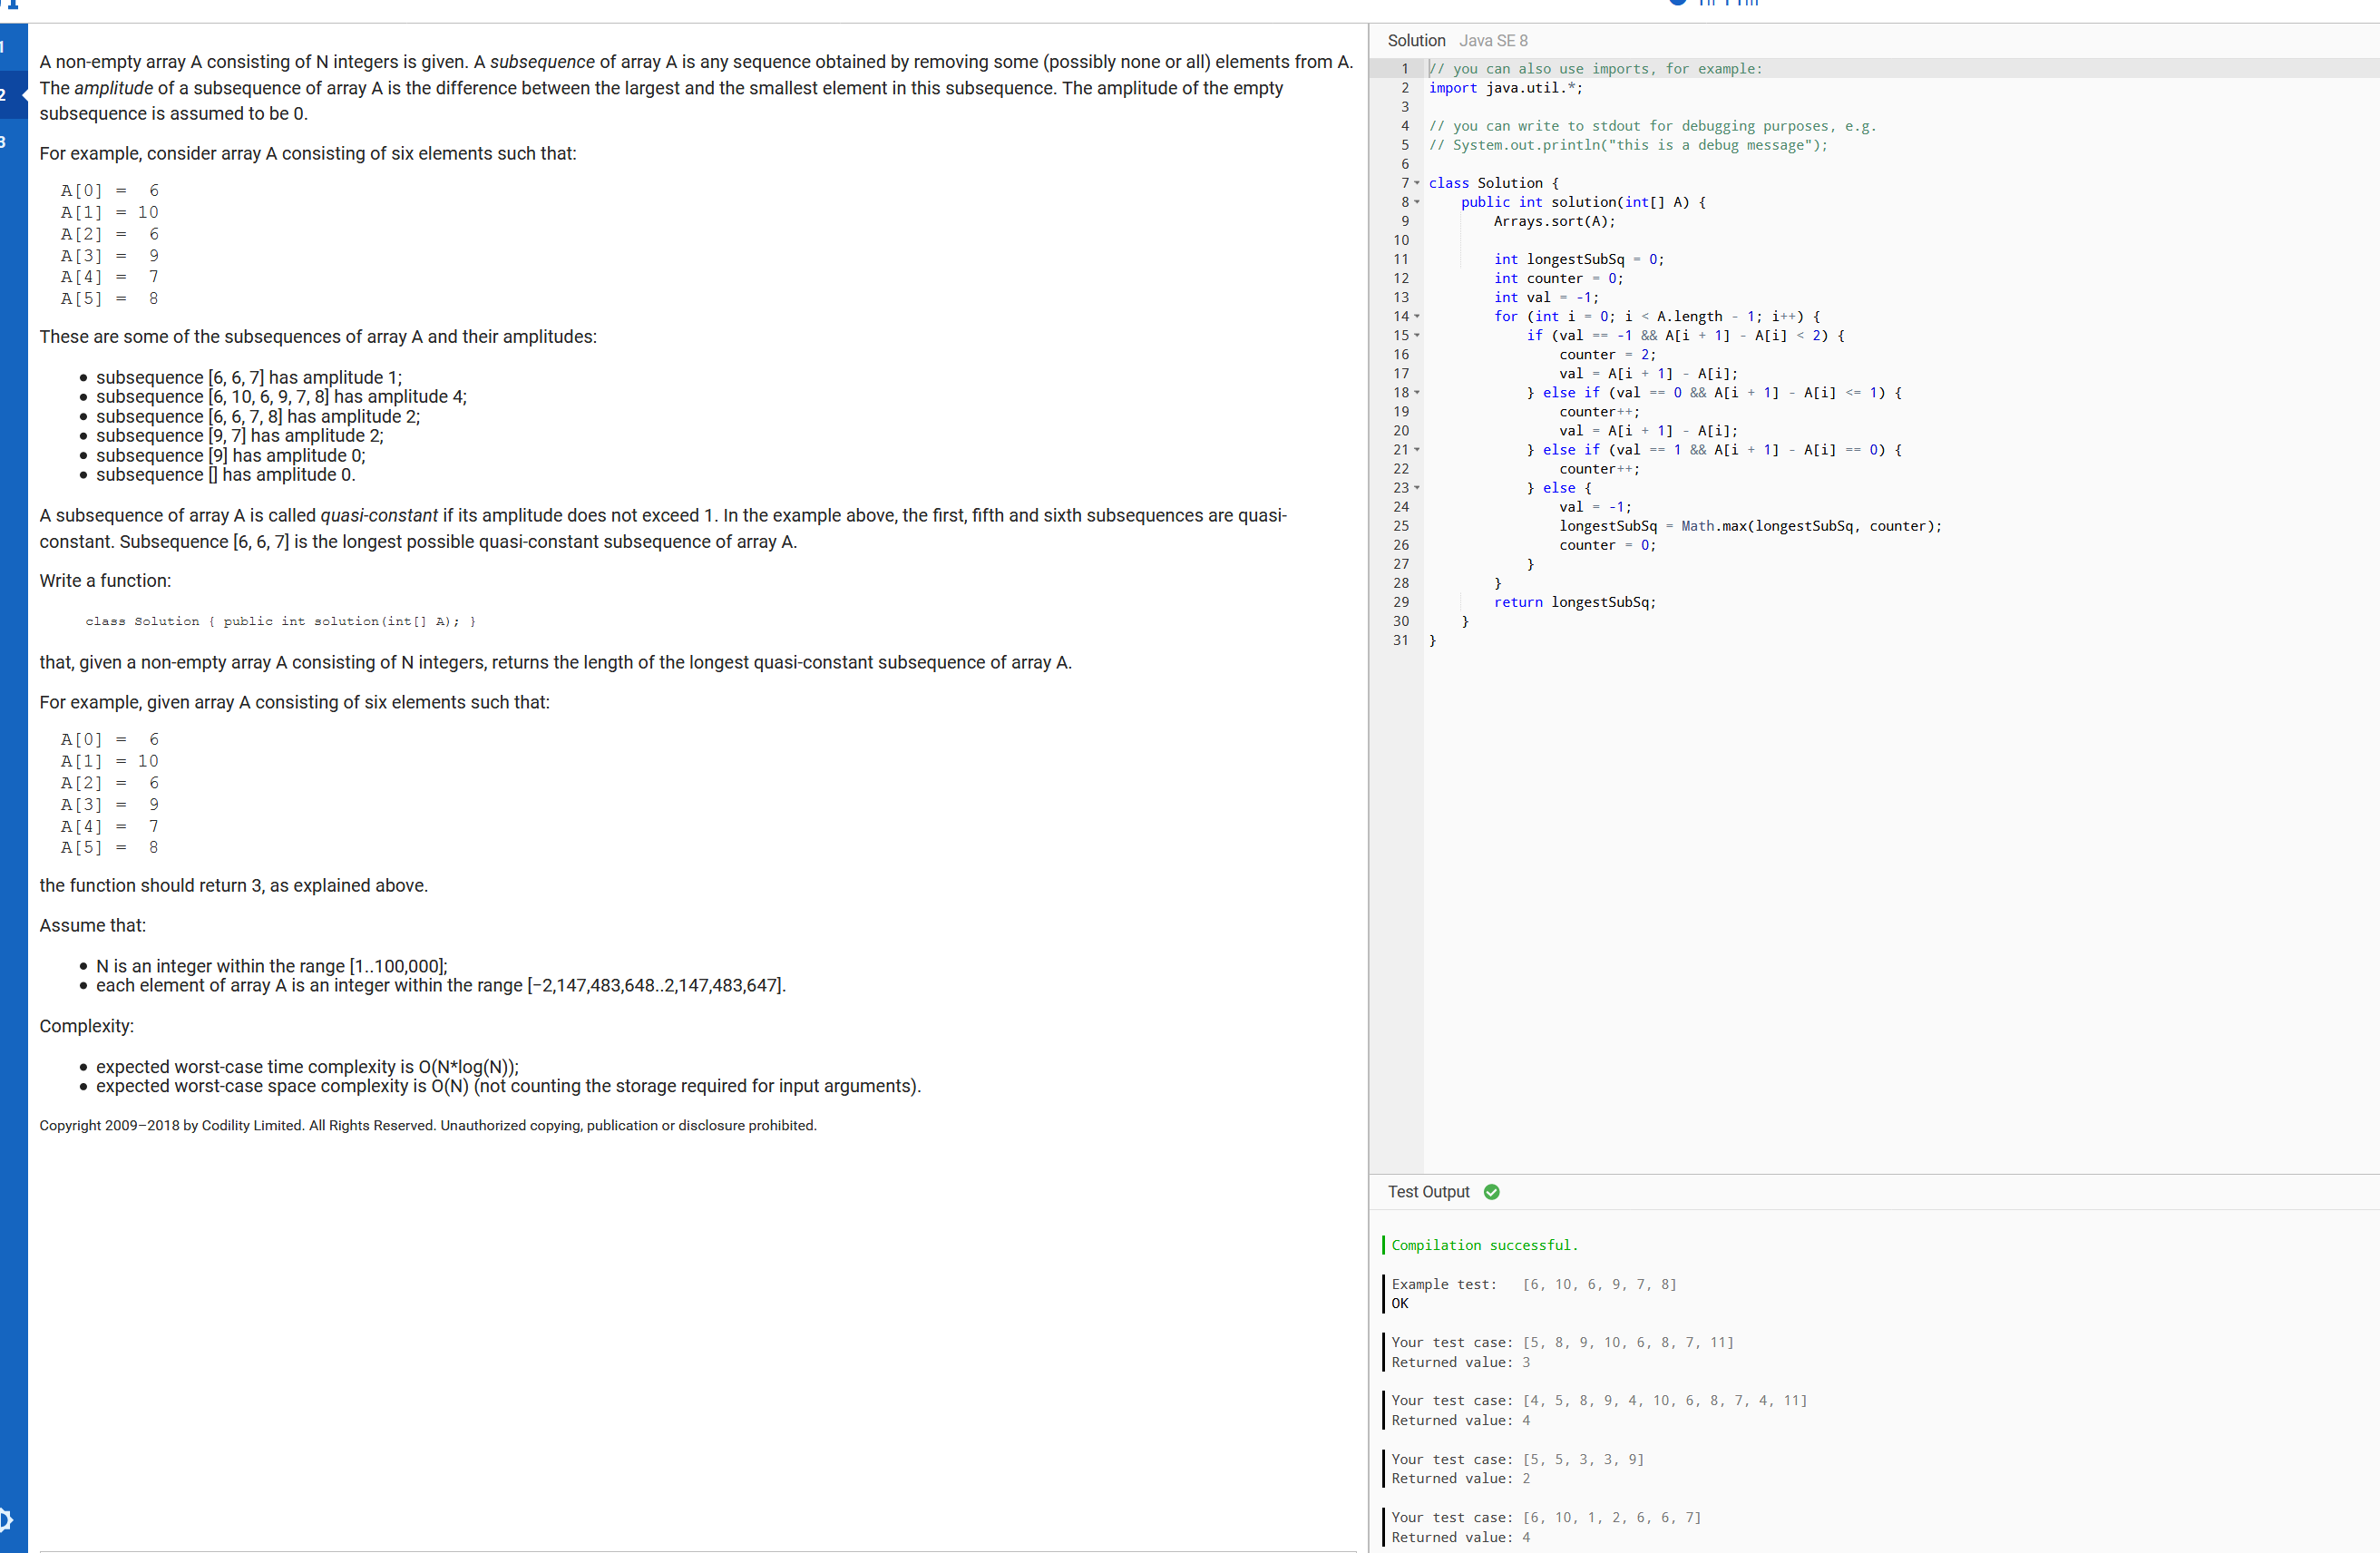 1
2
3
A non-empty array A consisting of N integers is given. A subsequence of array A is any sequence obtained by removing some (possibly none or all) elements from A.
The amplitude of a subsequence of array A is the difference between the largest and the smallest element in this subsequence. The amplitude of the empty
subsequence is assumed to be 0.
For example, consider array A consisting of six elements such that:
A[0] = 6
A[1] = 10
A[2] = 6
A[3] = 9
A[4] = 7
A[5] = 8
These are some of the subsequences of array A and their amplitudes:
• subsequence [6, 6, 7] has amplitude 1;
• subsequence [6, 10, 6, 9, 7, 8] has amplitude 4;
• subsequence [6, 6, 7, 8] has amplitude 2;
• subsequence [9, 7] has amplitude 2;
• subsequence [9] has amplitude 0;
• subsequence [] has amplitude 0.
A subsequence of array A is called quasi-constant if its amplitude does not exceed 1. In the example above, the first, fifth and sixth subsequences are quasi-
constant. Subsequence [6, 6, 7] is the longest possible quasi-constant subsequence of array A.
Write a function:
class Solution { public int solution(int[] A); }
that, given a non-empty array A consisting of N integers, returns the length of the longest quasi-constant subsequence of array A.
For example, given array A consisting of six elements such that:
A[0] = 6
A[1] = 10
A[2] = 6
A[3] = 9
A[4] = 7
A[5] = 8
the function should return 3, as explained above.
Assume that:
• N is an integer within the range [1..100,000];
• each element of array A is an integer within the range [−2,147,483,648..2,147,483,647].
Complexity:
• expected worst-case time complexity is O(N*log(N));
• expected worst-case space complexity is O(N) (not counting the storage required for input arguments).
Copyright 2009–2018 by Codility Limited. All Rights Reserved. Unauthorized copying, publication or disclosure prohibited.
Solution Java SE 8
1 // you can also use imports, for example:
2 import java.util.*;
3
4 // you can write to stdout for debugging purposes, e.g.
5 // System.out.println("this is a debug message");
6
7 class Solution {
8 public int solution(int[] A) {
9 Arrays.sort(A);
10
11 int longestSubSq = 0;
12 int counter = 0;
13 int val = -1;
14 for (int i = 0; i < A.length - 1; i++) {
15 if (val == -1 && A[i + 1] - A[i] < 2) {
16 counter = 2;
17 val = A[i + 1] - A[i];
18 } else if (val == 0 && A[i + 1] - A[i] <= 1) {
19 counter++;
20 val = A[i + 1] - A[i];
21 } else if (val == 1 && A[i + 1] - A[i] == 0) {
22 counter++;
23 } else {
24 val = -1;
25 longestSubSq = Math.max(longestSubSq, counter);
26 counter = 0;
27 }
28 }
29 return longestSubSq;
30 }
31 }
Test Output
Compilation successful.
Example test: [6, 10, 6, 9, 7, 8]
OK
Your test case: [5, 8, 9, 10, 6, 8, 7, 11]
Returned value: 3
Your test case: [4, 5, 8, 9, 4, 10, 6, 8, 7, 4, 11]
Returned value: 4
Your test case: [5, 5, 3, 3, 9]
Returned value: 2
Your test case: [6, 10, 1, 2, 6, 6, 7]
Returned value: 4